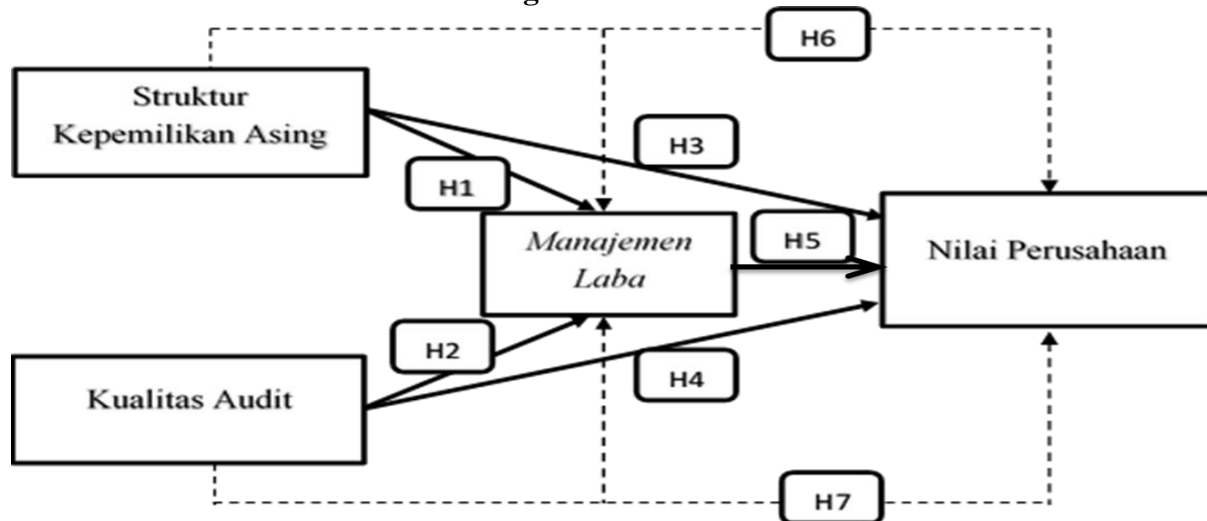 H6
Struktur
Kepemilikan Asing
H3
H1
Manajemen
Laba
H5
Nilai Perusahaan
H2
H4
Kualitas Audit
H7